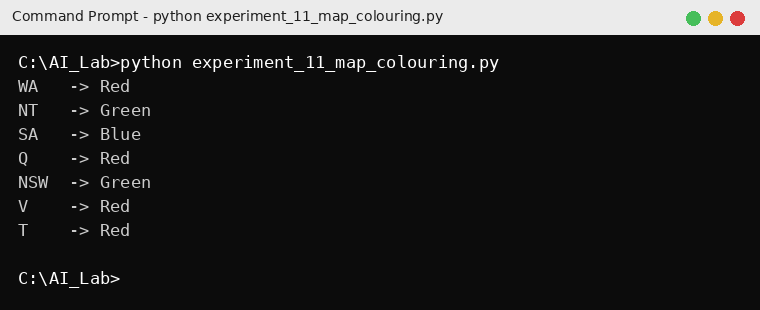 Command Prompt - python experiment_11_map_colouring.py
C:\AI_Lab>python experiment_11_map_colouring.py
WA   -> Red
NT   -> Green
SA   -> Blue
Q    -> Red
NSW  -> Green
V    -> Red
T    -> Red
C:\AI_Lab>